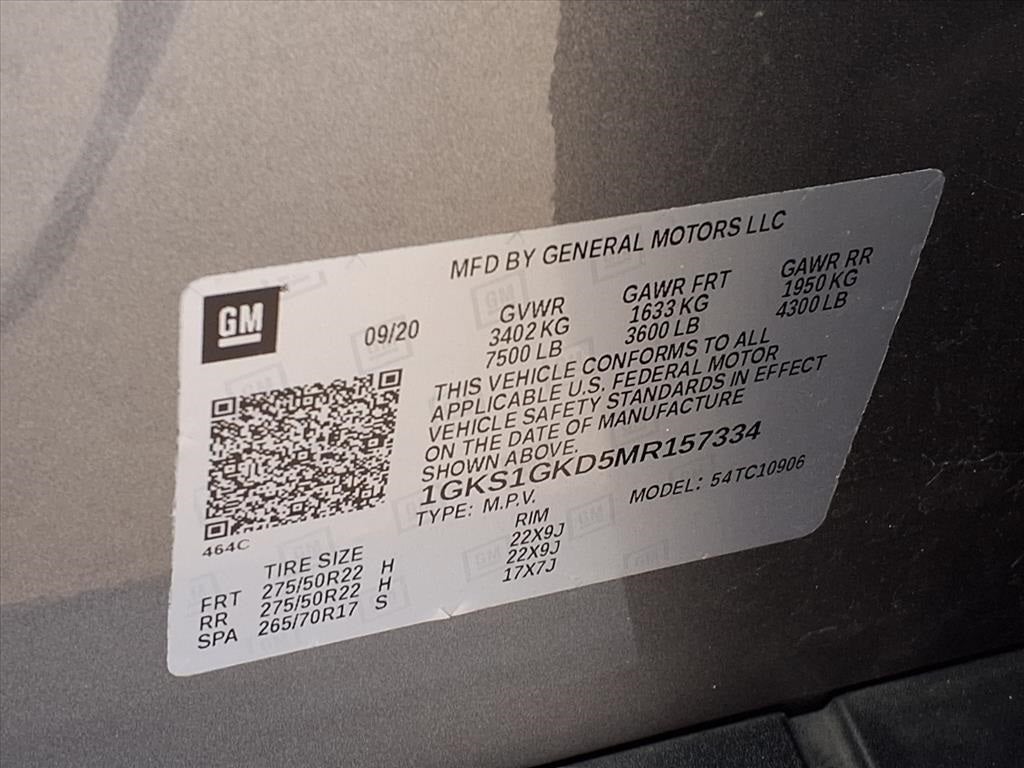 MFD BY GENERAL MOTORS LLC
GM
09/20
GVWR GAWR FRT GAWR RR
3402 KG 1633 KG 1950 KG
7500 LB 3600 LB 4300 LB
THIS VEHICLE CONFORMS TO ALL
APPLICABLE U.S. FEDERAL MOTOR
VEHICLE SAFETY STANDARDS IN EFFECT
ON THE DATE OF MANUFACTURE
SHOWN ABOVE.
1GKS1GKD5MR157334
TYPE: M.P.V. MODEL: 54TC10906
464C
TIRE SIZE RIM
FRT 275/50R22 H 22X9J
RR 275/50R22 H 22X9J
SPA 265/70R17 S 17X7J